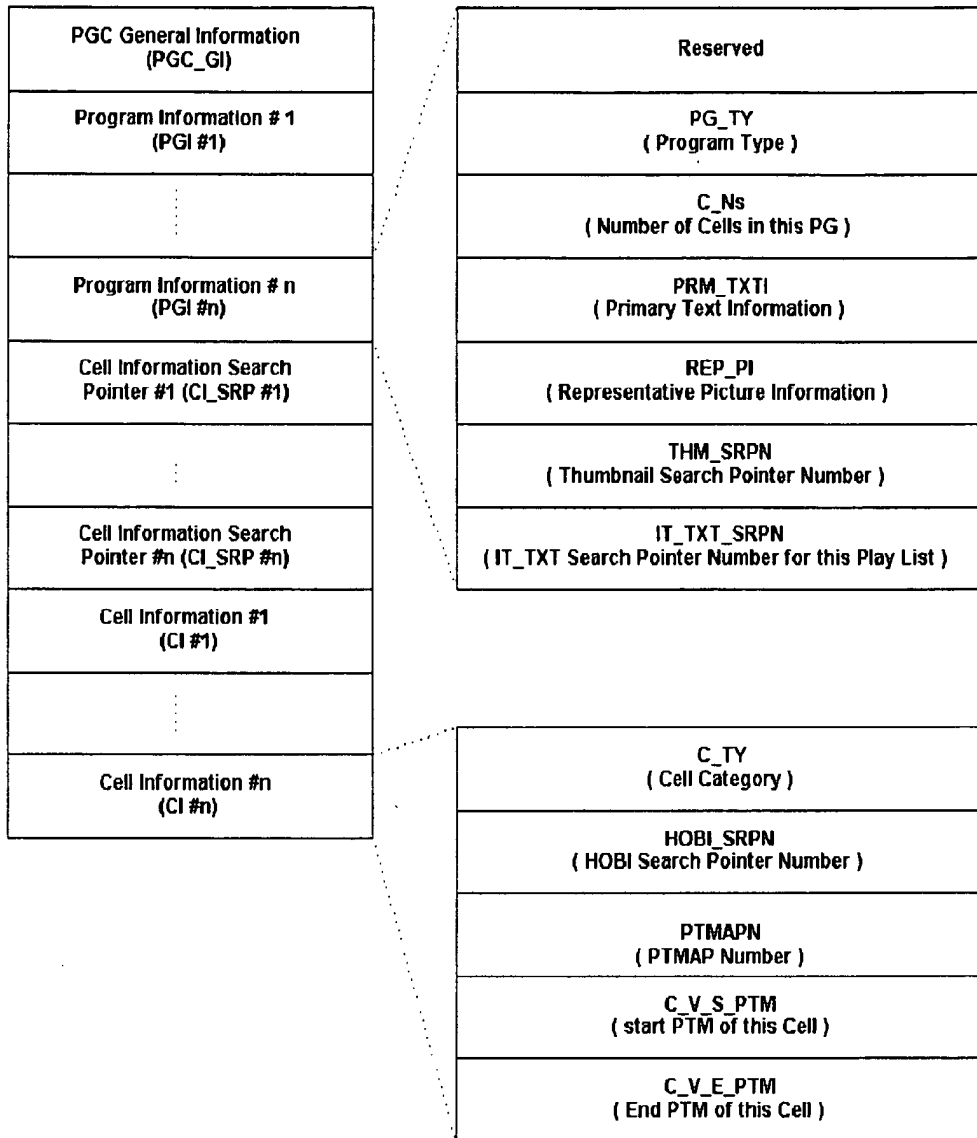 PGC General Information
(PGC_GI)
Program Information # 1
(PGI #1)
Program Information # n
(PGI #n)
Cell Information Search
Pointer #1 (CI_SRP #1)
Cell Information Search
Pointer #n (CI_SRP #n)
Cell Information #1
(CI #1)
Cell Information #n
(CI #n)
Reserved
PG_TY
( Program Type )
C_Ns
( Number of Cells in this PG )
PRM_TXTI
( Primary Text Information )
REP_PI
( Representative Picture Information )
THM_SRPN
( Thumbnail Search Pointer Number )
IT_TXT_SRPN
( IT_TXT Search Pointer Number for this Play List )
C_TY
( Cell Category )
HOBI_SRPN
( HOBI Search Pointer Number )
PTMAPN
( PTMAP Number )
C_V_S_PTM
( start PTM of this Cell )
C_V_E_PTM
( End PTM of this Cell )